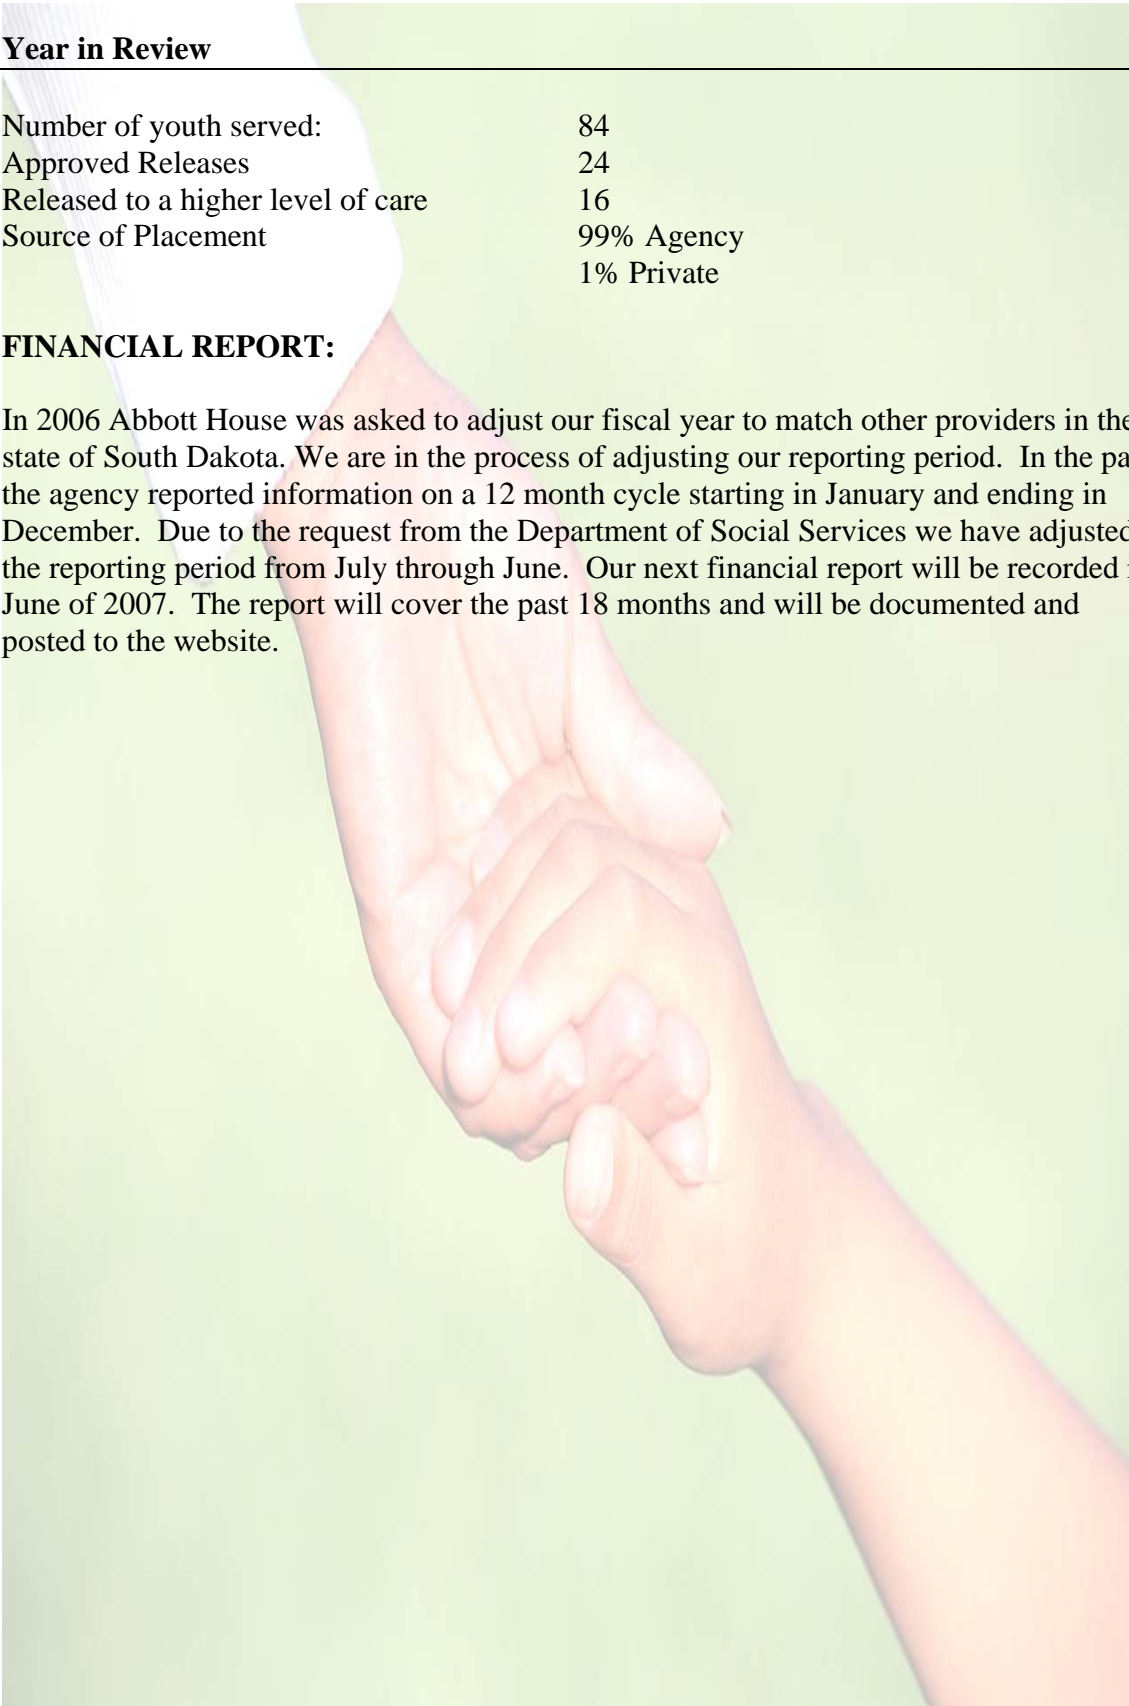 Year in Review
Number of youth served: 84
Approved Releases 24
Released to a higher level of care 16
Source of Placement 99% Agency
1% Private
FINANCIAL REPORT:
In 2006 Abbott House was asked to adjust our fiscal year to match other providers in the
state of South Dakota. We are in the process of adjusting our reporting period. In the pa
the agency reported information on a 12 month cycle starting in January and ending in
December. Due to the request from the Department of Social Services we have adjusted
the reporting period from July through June. Our next financial report will be recorded
June of 2007. The report will cover the past 18 months and will be documented and
posted to the website.